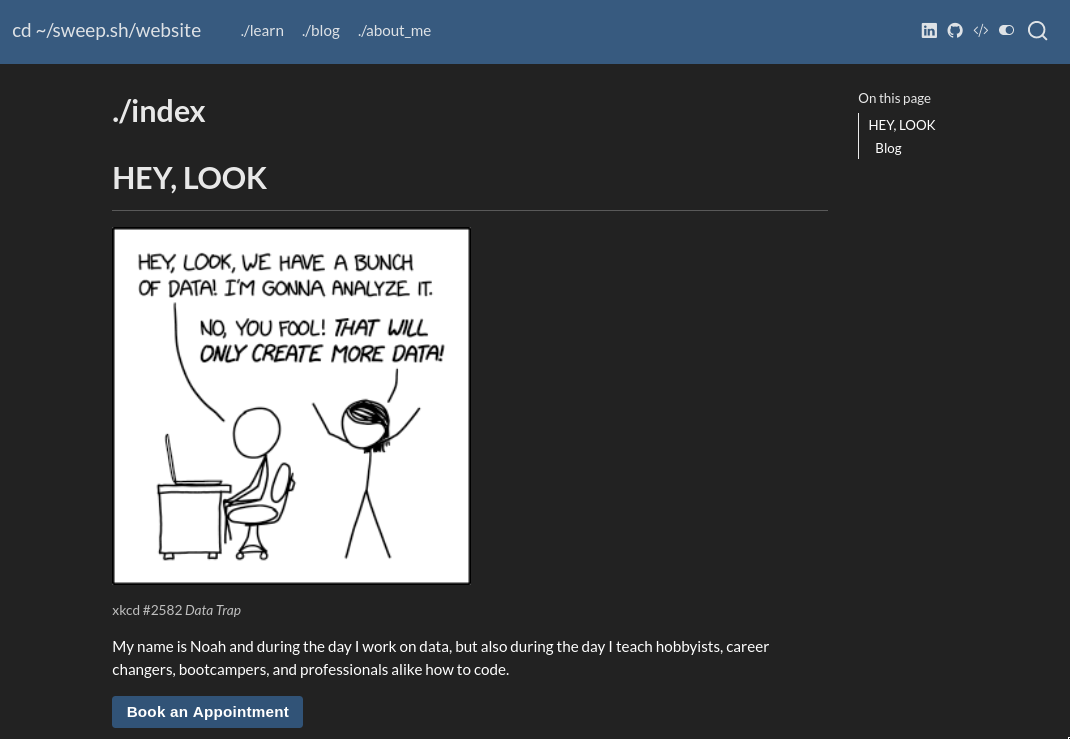 cd ~/sweep.sh/website
./learn
./blog
./about_me
./index
HEY, LOOK
HEY, LOOK, WE HAVE A BUNCH
OF DATA! I'M GONNA ANALYZE IT.
NO, YOU FOOL! THAT WILL
ONLY CREATE MORE DATA!
xkcd #2582 Data Trap
My name is Noah and during the day I work on data, but also during the day I teach hobbyists, career
changers, bootcampers, and professionals alike how to code.
Book an Appointment
On this page
HEY, LOOK
Blog